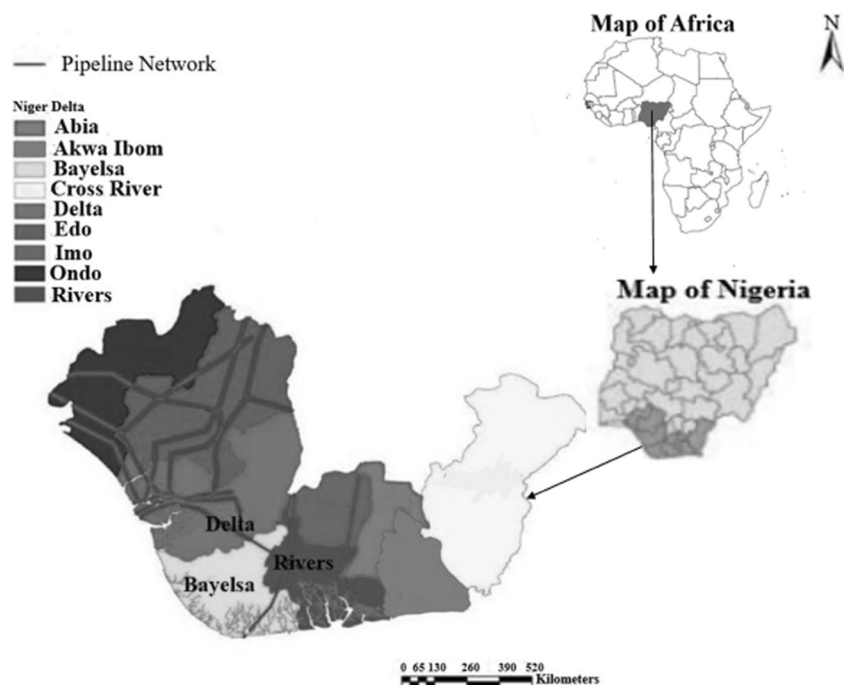 Map of Africa
N
Pipeline Network
Niger Delta
Abia
Akwa Ibom
Bayelsa
Cross River
Delta
Edo
Imo
Ondo
Rivers
Map of Nigeria
Delta
Rivers
Bayelsa
0 65 130 260 390 520
Kilometers